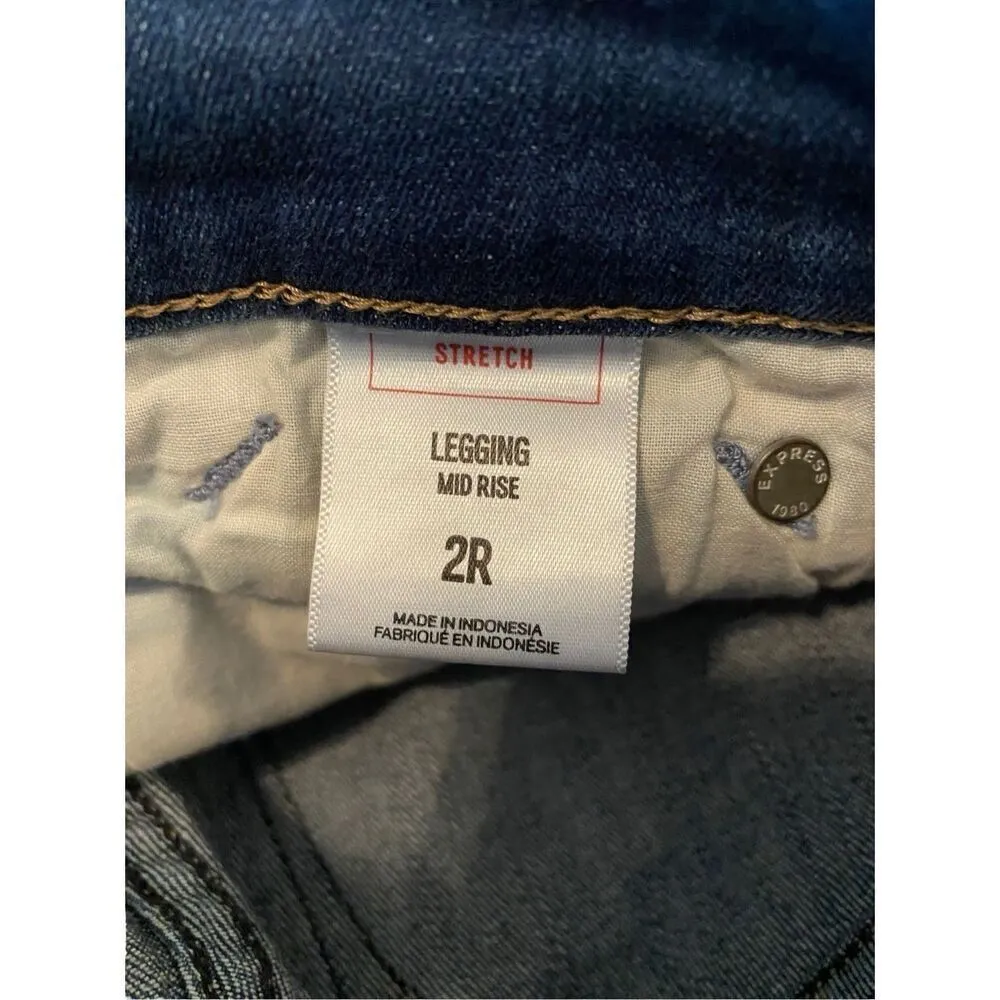 STRETCH
LEGGING
MID RISE
2R
MADE IN INDONESIA
FABRIQUÉ EN INDONÉSIE
EXPRESS
1980